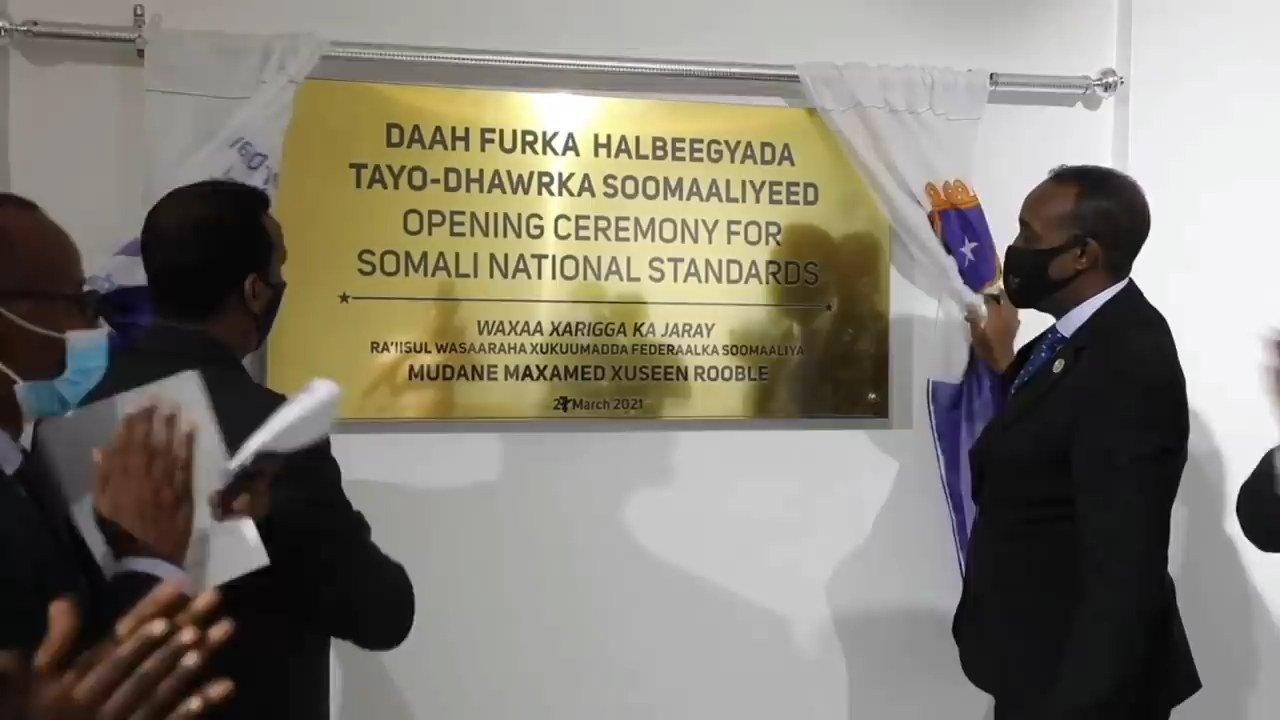 DAAH FURKA HALBEEGYADA
TAYO-DHAWRKA SOOMAALIYEED
OPENING CEREMONY FOR
SOMALI NATIONAL STANDARDS
WAXAA XARIGGA KA JARAY
RA'IISUL WASAARAHA XUKUUMADDA FEDERAALKA SOOMAALIYA
MUDANE MAXAMED XUSEEN ROOBLE
March 2021